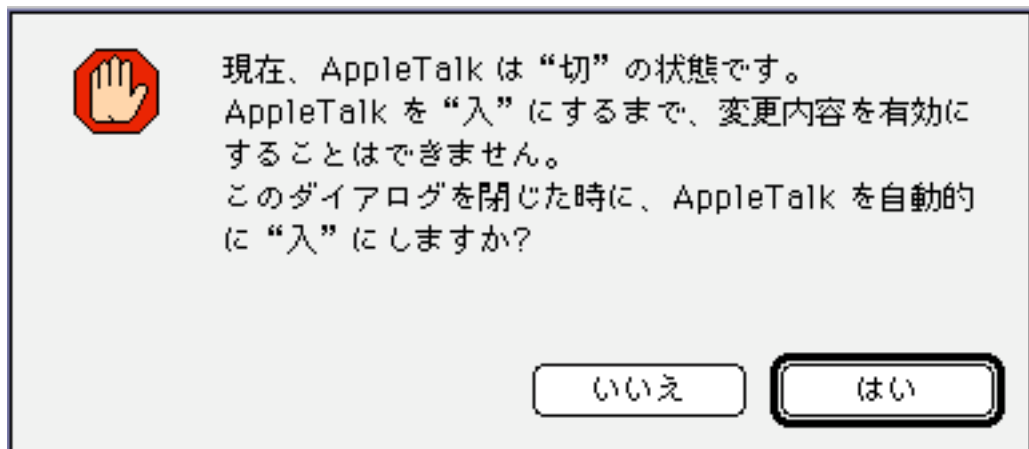 現在、AppleTalk は“切”の状態です。
AppleTalk を“入”にするまで、変更内容を有効に
することはできません。
このダイアログを閉じた時に、AppleTalk を自動的
に“入”にしますか?
いいえ
はい